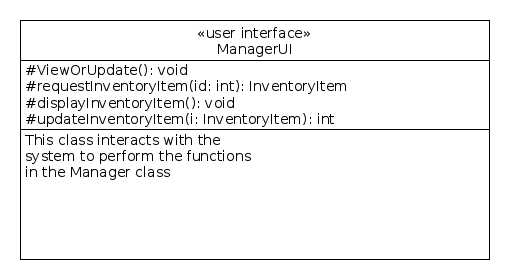 «user interface»
ManagerUI
#ViewOrUpdate(): void
#requestInventoryItem(id: int): InventoryItem
#displayInventoryItem(): void
#updateInventoryItem(i: InventoryItem): int
This class interacts with the
system to perform the functions
in the Manager class